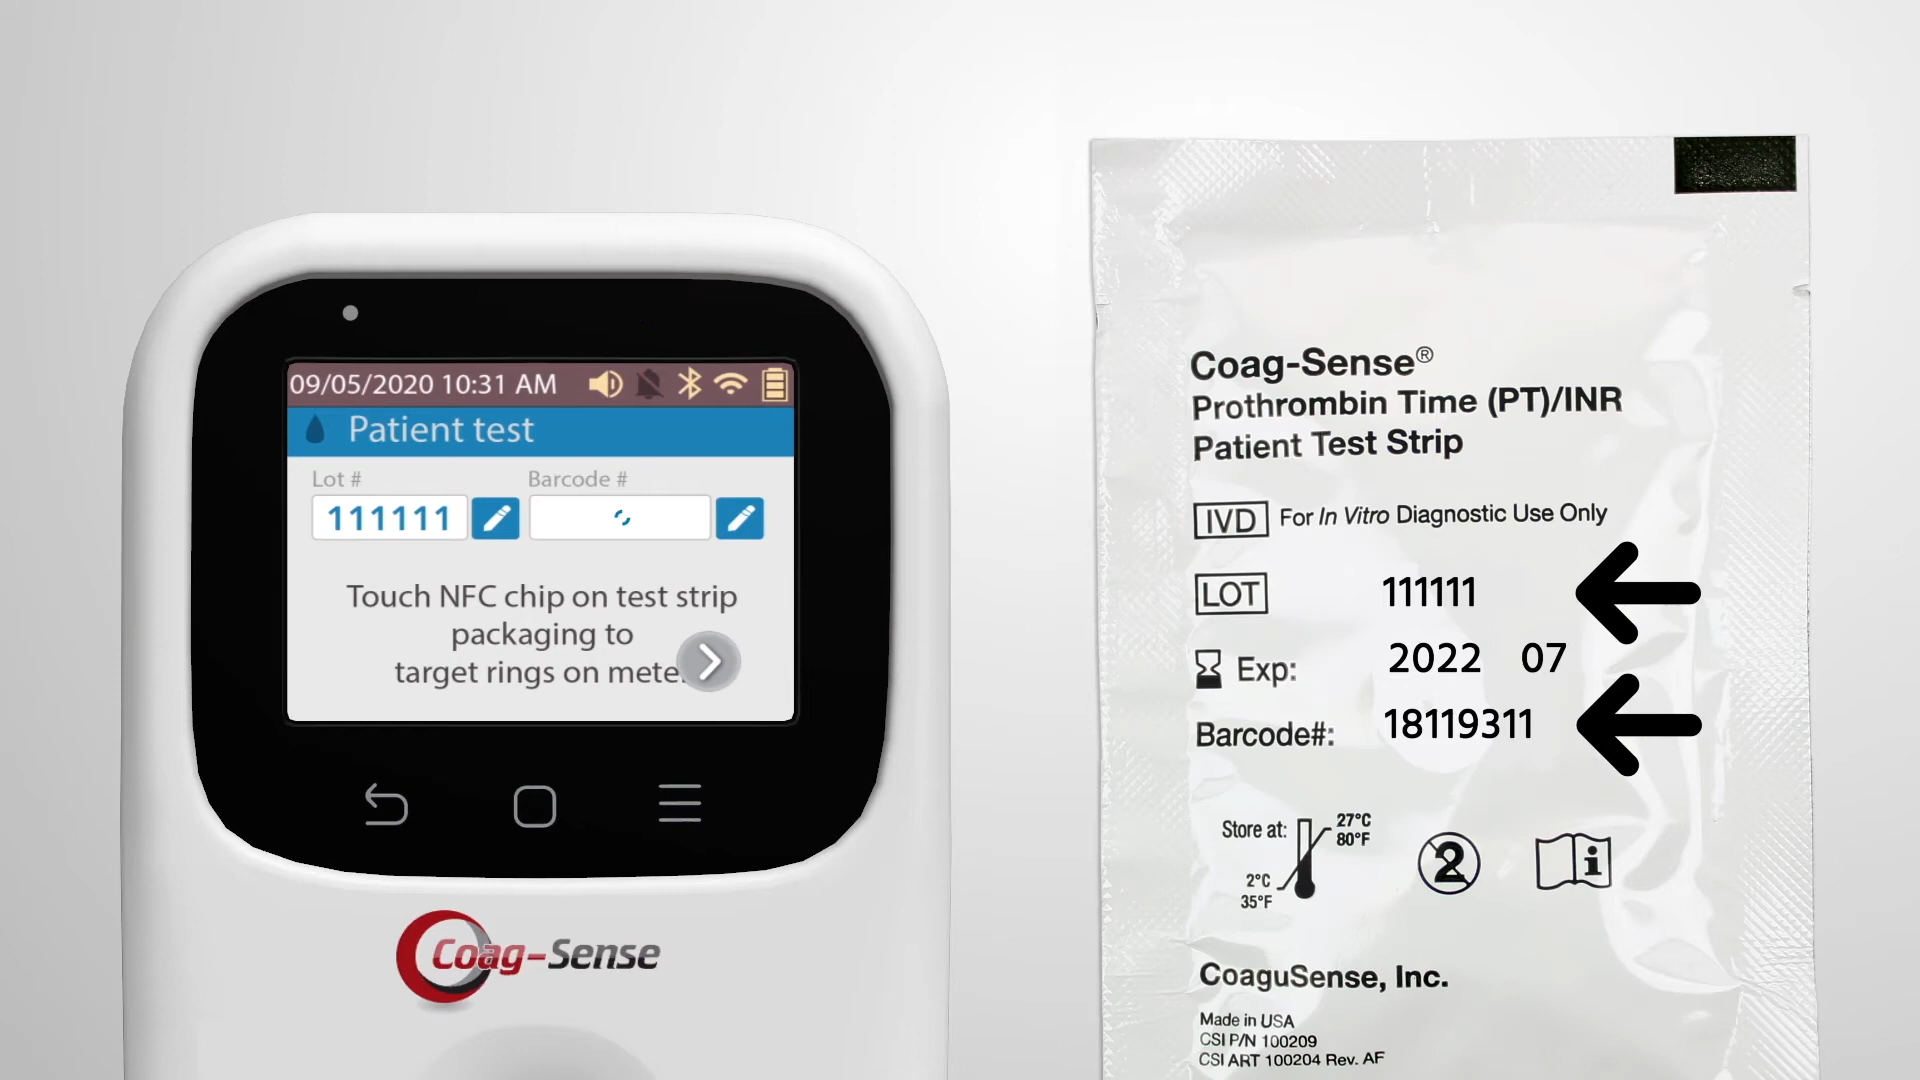 09/05/2020 10:31 AM
Patient test
Lot #
Barcode #
111111
Touch NFC chip on test strip
packaging to
target rings on mete
Coag-Sense
Coag-Sense®
Prothrombin Time (PT)/INR
Patient Test Strip
IVD For In Vitro Diagnostic Use Only
LOT 111111
Exp: 2022 07
Barcode#: 18119311
Store at:
27°C
80°F
2°C
35°F
2
i
CoaguSense, Inc.
Made in USA
CSI P/N 100209
CSI ART 100204 Rev. AF